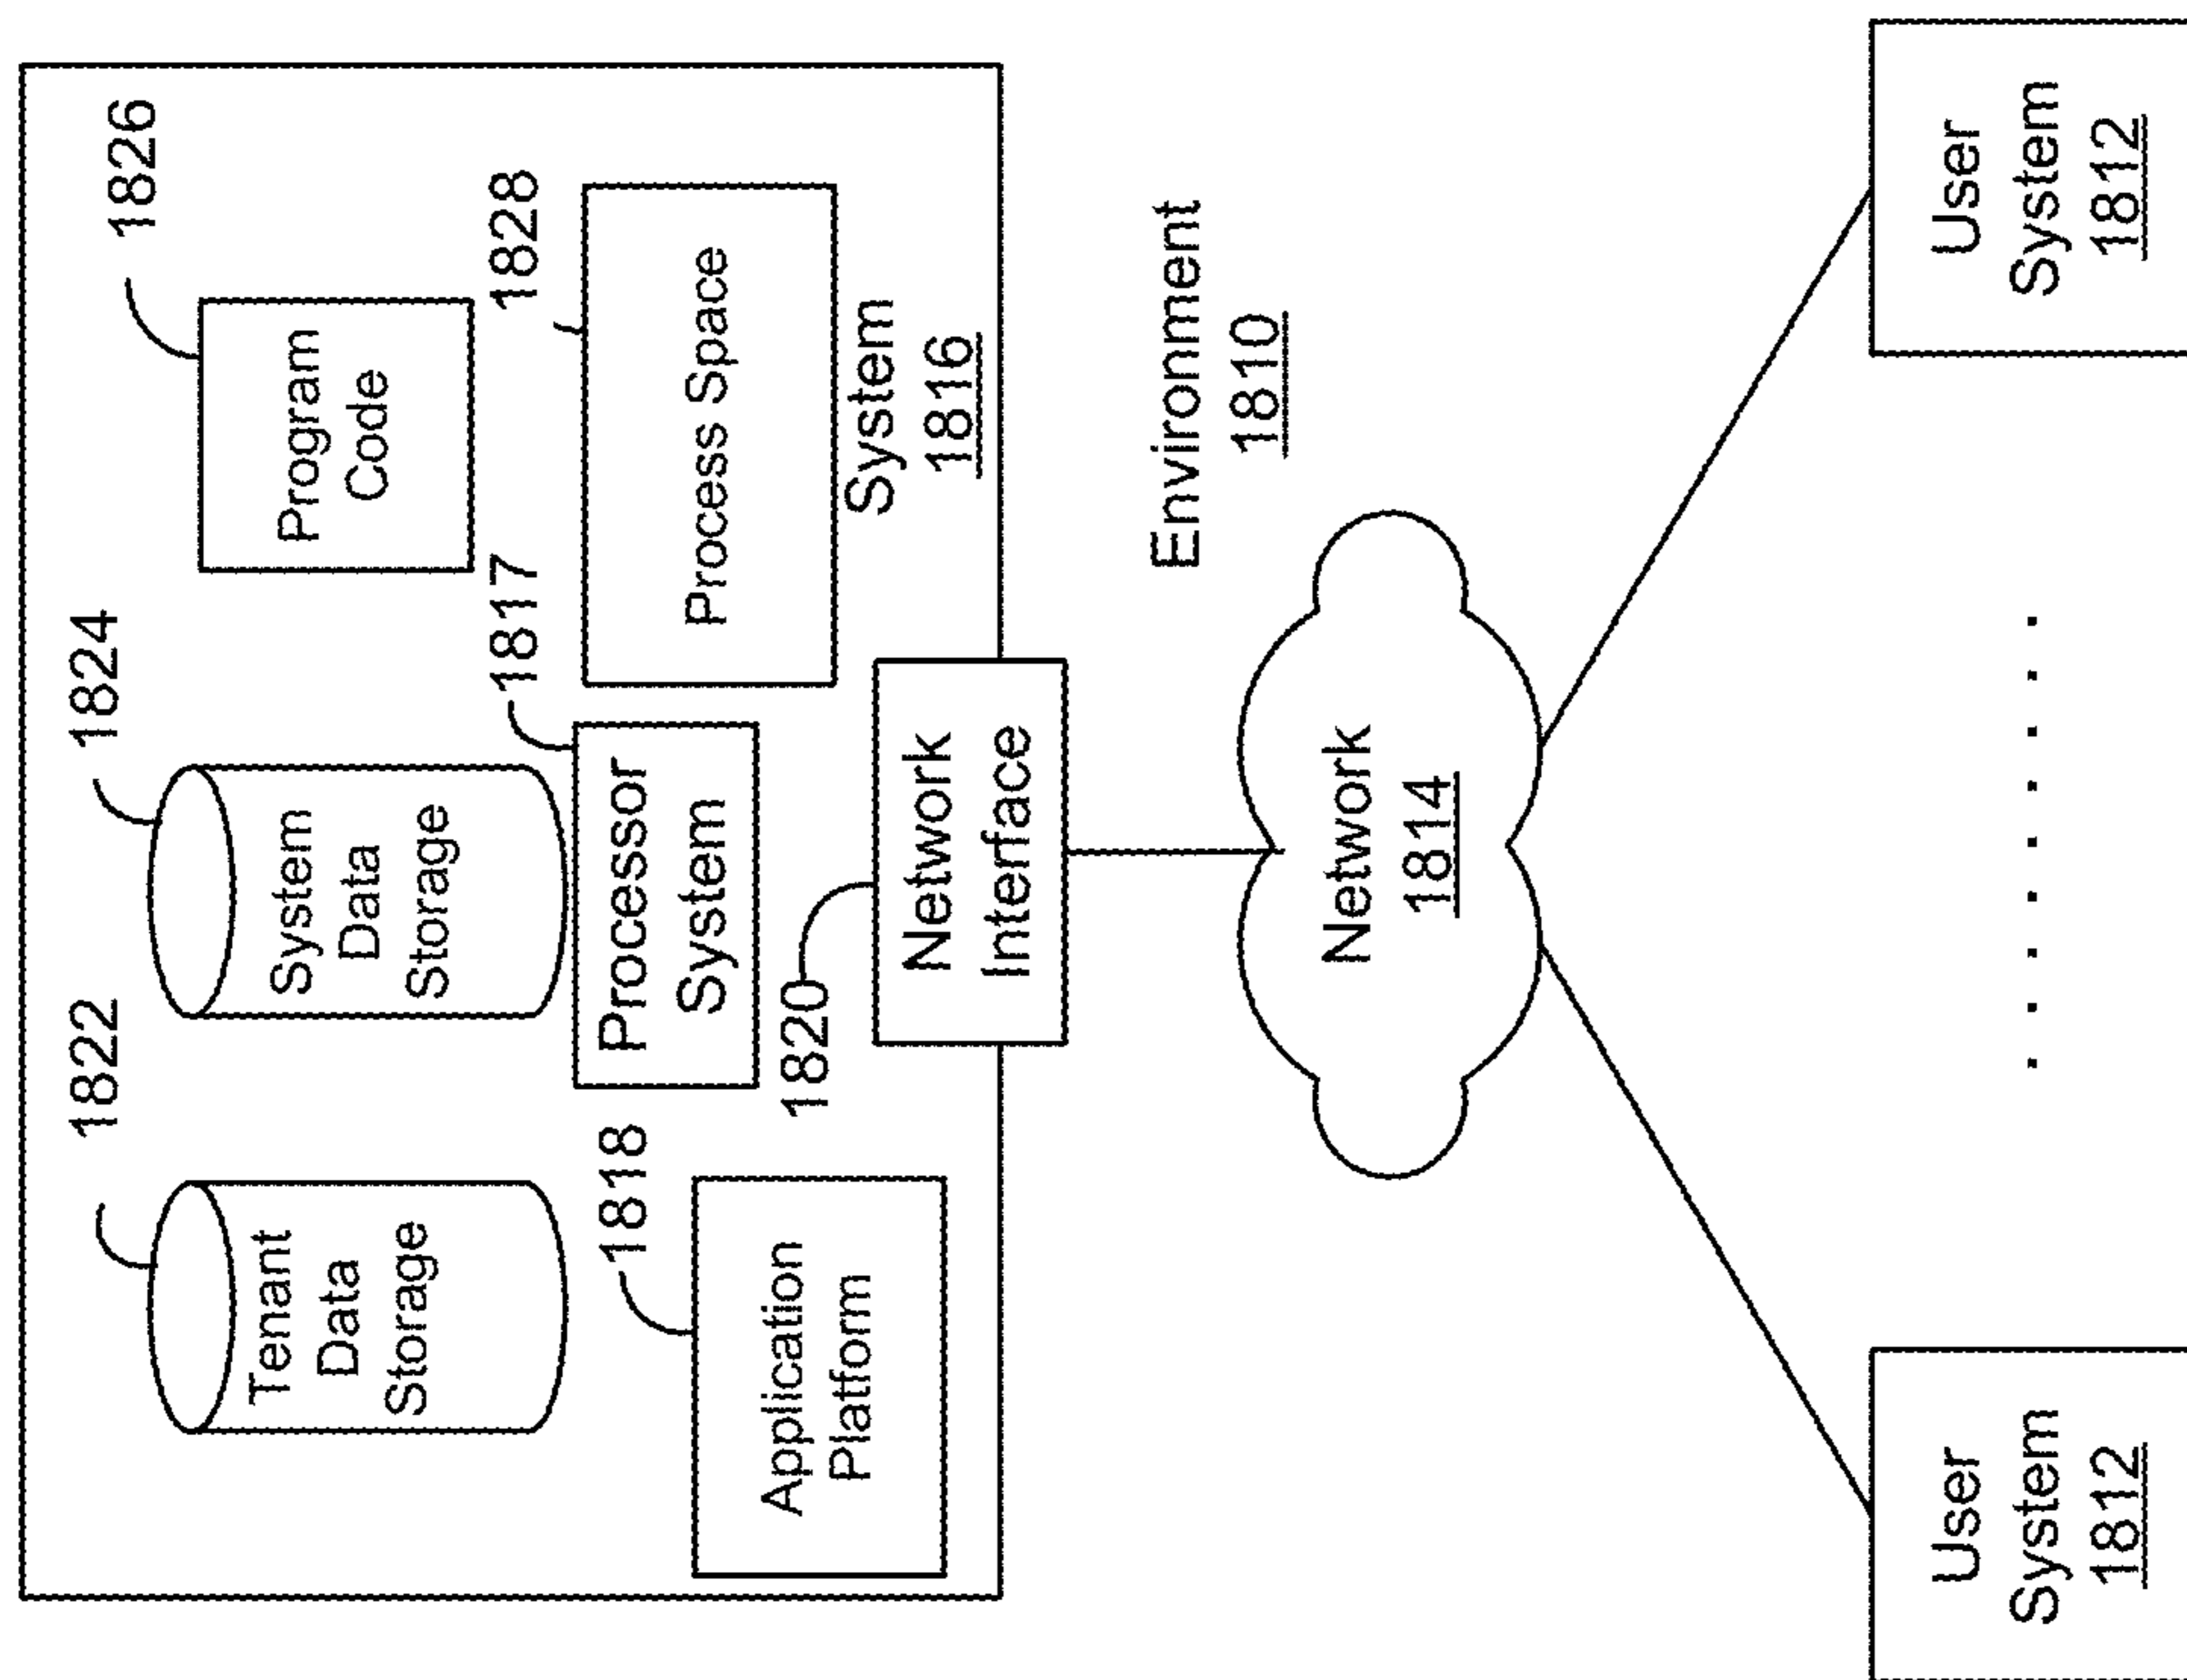 1822
1824
1826
Tenant
Data
Storage
System
Data
Storage
Program
Code
1818
1817
1828
Application
Platform
Processor
System
Process Space
1820
System
1816
Network
Interface
Environment
1810
Network
1814
User
System
1812
. . . . . . . . .
User
System
1812